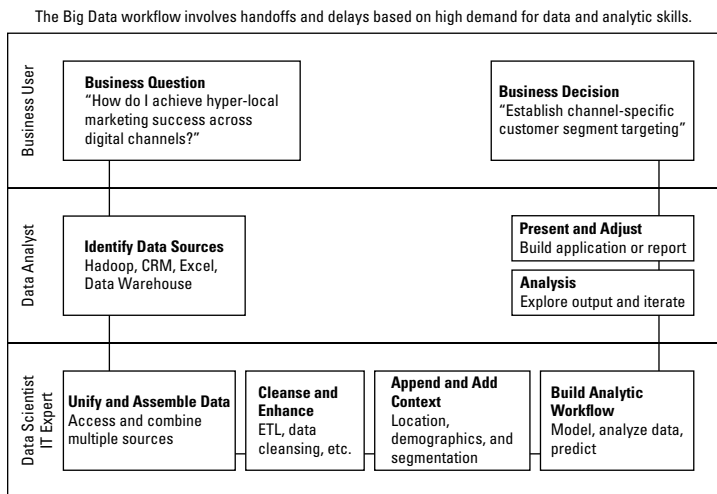 The Big Data workflow involves handoffs and delays based on high demand for data and analytic skills.
Business User
Business Question
“How do I achieve hyper-local
marketing success across
digital channels?”
Business Decision
“Establish channel-specific
customer segment targeting”
Data Analyst
Identify Data Sources
Hadoop, CRM, Excel,
Data Warehouse
Present and Adjust
Build application or report
Analysis
Explore output and iterate
Data Scientist
IT Expert
Unify and Assemble Data
Access and combine
multiple sources
Cleanse and
Enhance
ETL, data
cleansing, etc.
Append and Add
Context
Location,
demographics, and
segmentation
Build Analytic
Workflow
Model, analyze data,
predict